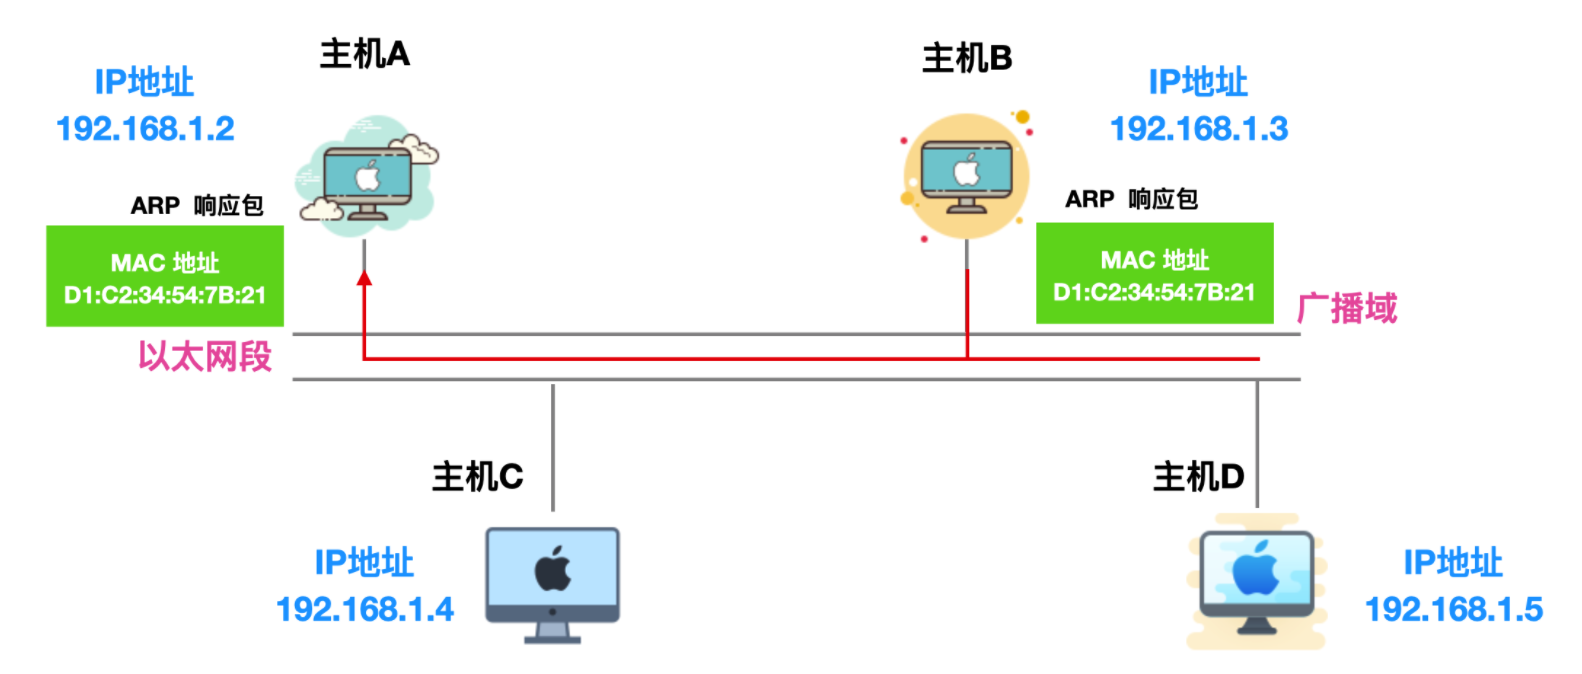 主机A
IP地址
192.168.1.2
ARP 响应包
MAC 地址
D1:C2:34:54:7B:21
以太网段
主机B
IP地址
192.168.1.3
ARP 响应包
MAC 地址
D1:C2:34:54:7B:21
广播域
主机C
IP地址
192.168.1.4
主机D
IP地址
192.168.1.5